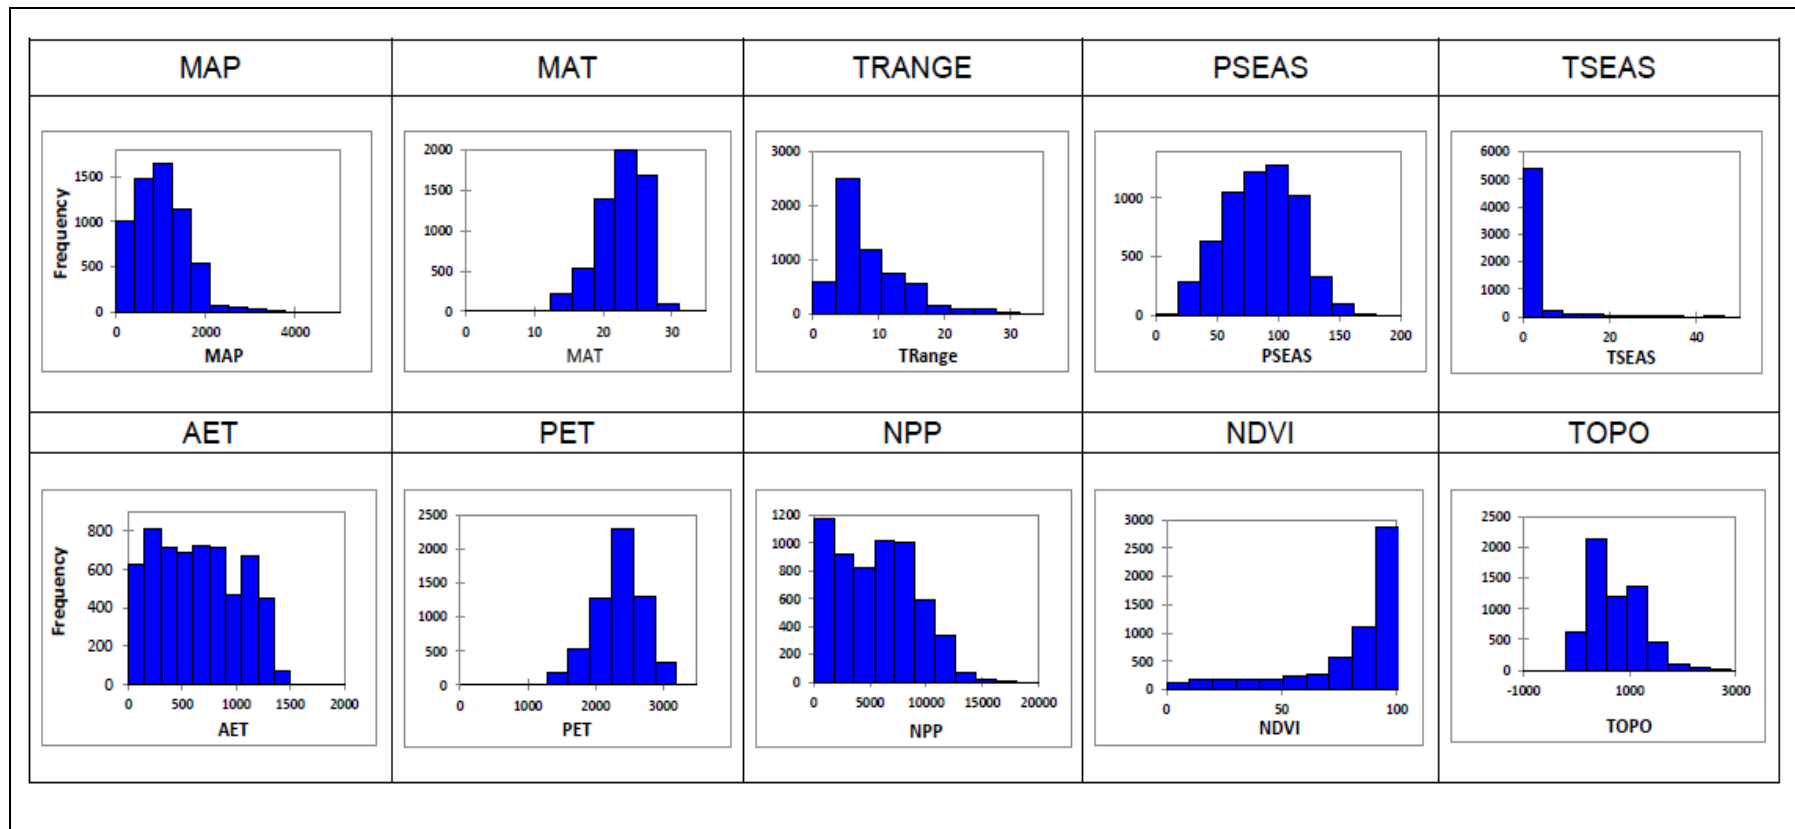 MAP MAT TRANGE PSEAS TSEAS
Frequency
1500
1000
500
0
0 2000 4000
MAP
2000
1500
1000
500
0
0 10 20 30
MAT
3000
2000
1000
0
0 10 20 30
TRange
1000
500
0
0 50 100 150 200
PSEAS
6000
5000
4000
3000
2000
1000
0
0 20 40
TSEAS
AET PET NPP NDVI TOPO
Frequency
800
600
400
200
0
0 500 1000 1500 2000
AET
2500
2000
1500
1000
500
0
0 1000 2000 3000
PET
1200
1000
800
600
400
200
0
0 5000 10000 15000 20000
NPP
3000
2500
2000
1500
1000
500
0
0 50 100
NDVI
2500
2000
1500
1000
500
0
-1000 1000 3000
TOPO